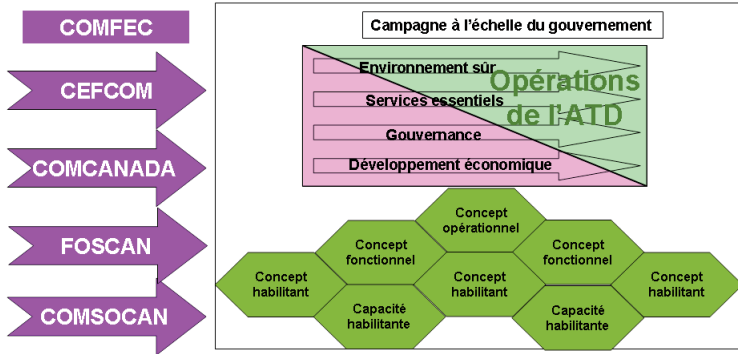 COMFEC
CEFCOM
COMCANADA
FOSCAN
COMSOCAN
Campagne à l'échelle du gouvernement
Environnement sûr
Services essentiels
Gouvernance
Développement économique
Opérations
de l'ATD
Concept
opérationnel
Concept
fonctionnel
Concept
fonctionnel
Concept
habilitant
Concept
habilitant
Concept
habilitant
Capacité
habilitante
Capacité
habilitante